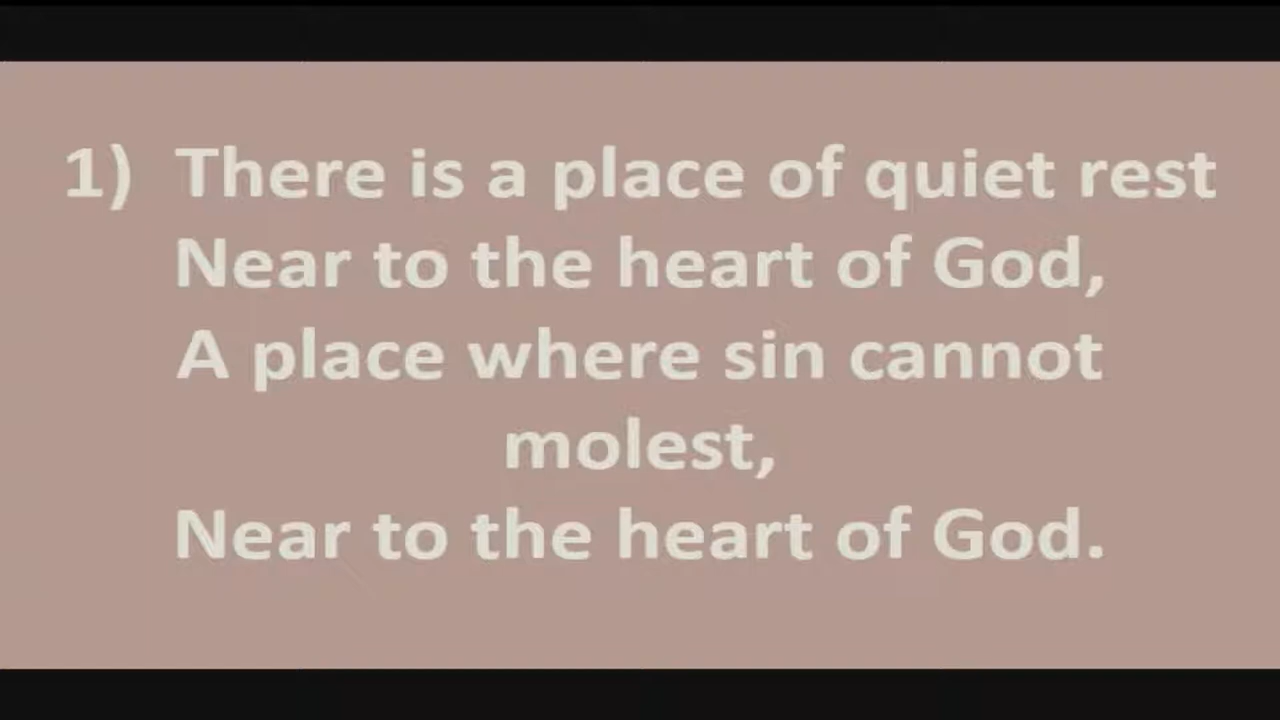 1) There is a place of quiet rest
Near to the heart of God,
A place where sin cannot
molest,
Near to the heart of God.